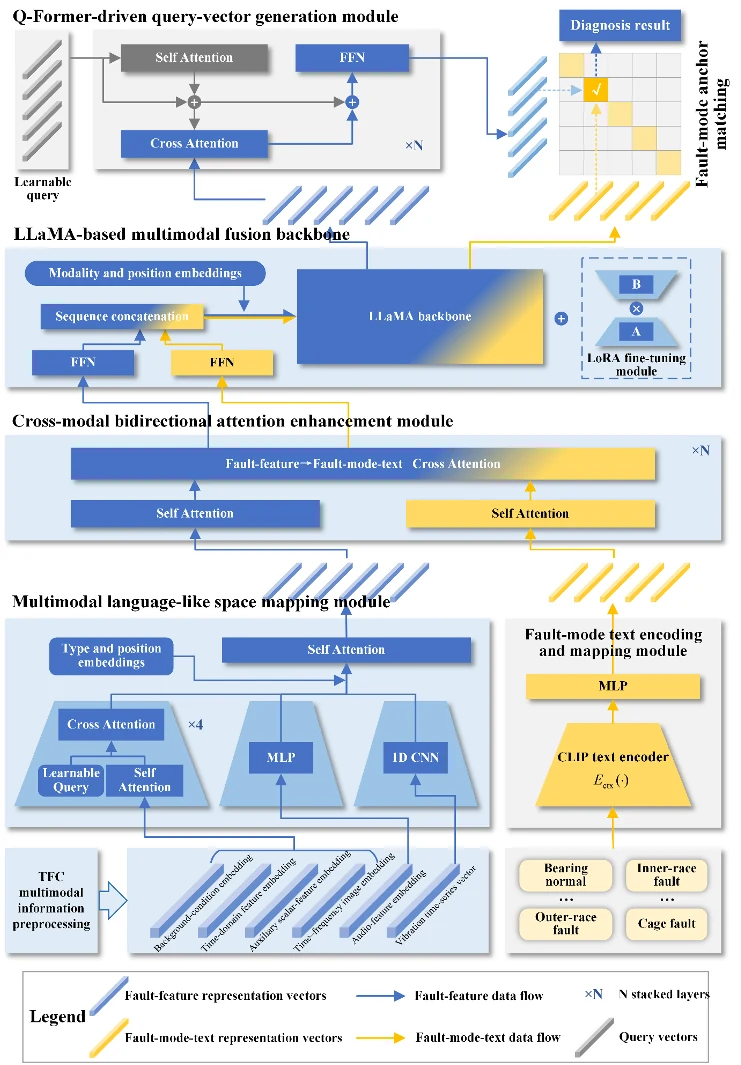 Q-Former-driven query-vector generation module
Self Attention
FFN
Cross Attention
×N
Learnable
query
Diagnosis result
√
Fault-mode anchor
matching
LLaMA-based multimodal fusion backbone
Modality and position embeddings
Sequence concatenation
FFN
FFN
LLaMA backbone
B
A
LoRA fine-tuning
module
Cross-modal bidirectional attention enhancement module
×N
Fault-feature→Fault-mode-text Cross Attention
Self Attention
Self Attention
Multimodal language-like space mapping module
Type and position
embeddings
Self Attention
Cross Attention
×4
Learnable
Query
Self
Attention
MLP
1D CNN
Fault-mode text encoding
and mapping module
MLP
CLIP text encoder
TFC
multimodal
information
preprocessing
Background-condition embedding
Time-domain feature embedding
Auxiliary scalar-feature embedding
Time-frequency image embedding
Audio-feature embedding
Vibration time-series vector
Bearing
normal
Inner-race
fault
...
...
Outer-race
fault
Cage fault
Legend
Fault-feature representation vectors
Fault-feature data flow
×N N stacked layers
Fault-mode-text representation vectors
Fault-mode-text data flow
Query vectors